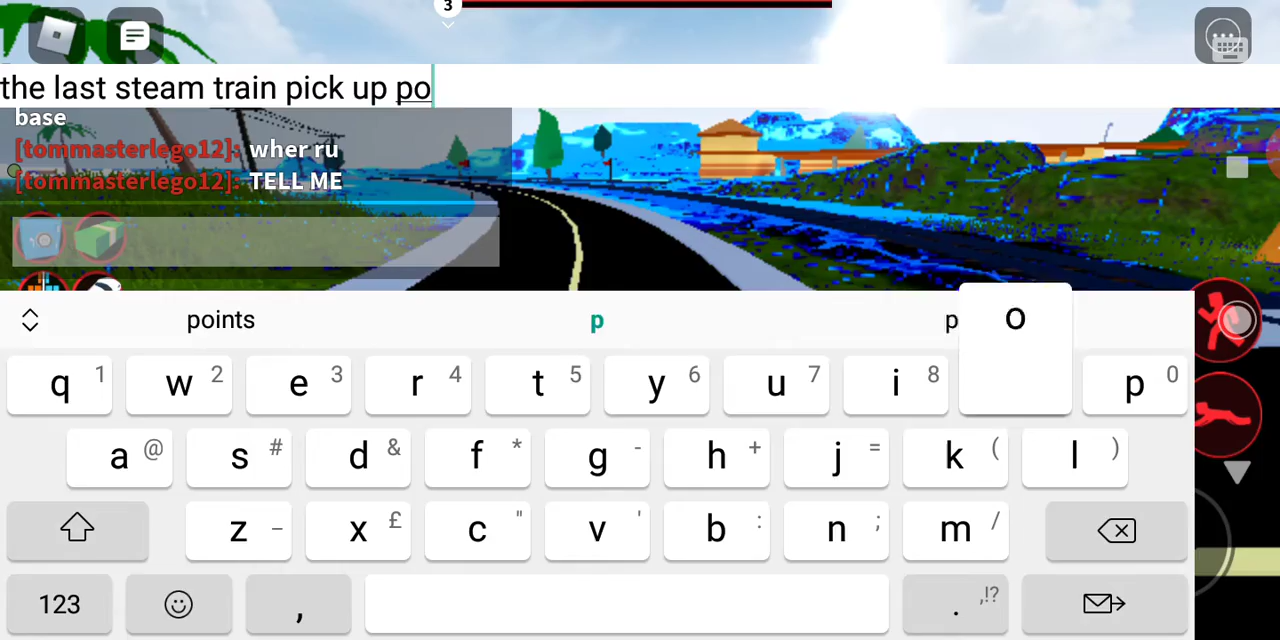 3
the last steam train pick up po
base
[tommasterlego12]: wher ru
[tommasterlego12]: TELL ME
points p p o
q 1 w 2 e 3 r 4 t 5 y 6 u 7 i 8 p 0
a @ s # d & f * g - h + j = k ( l )
z _ x £ c " v ' b : n ; m /
123 , . ,!?